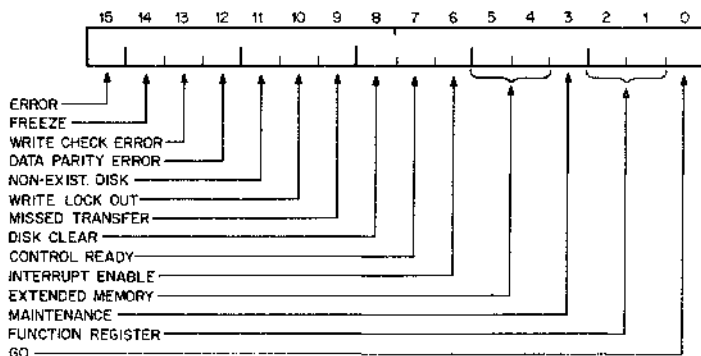 15 14 13 12 11 10 9 8 7 6 5 4 3 2 1 0
ERROR
FREEZE
WRITE CHECK ERROR
DATA PARITY ERROR
NON-EXIST. DISK
WRITE LOCK OUT
MISSED TRANSFER
DISK CLEAR
CONTROL READY
INTERRUPT ENABLE
EXTENDED MEMORY
MAINTENANCE
FUNCTION REGISTER
GO